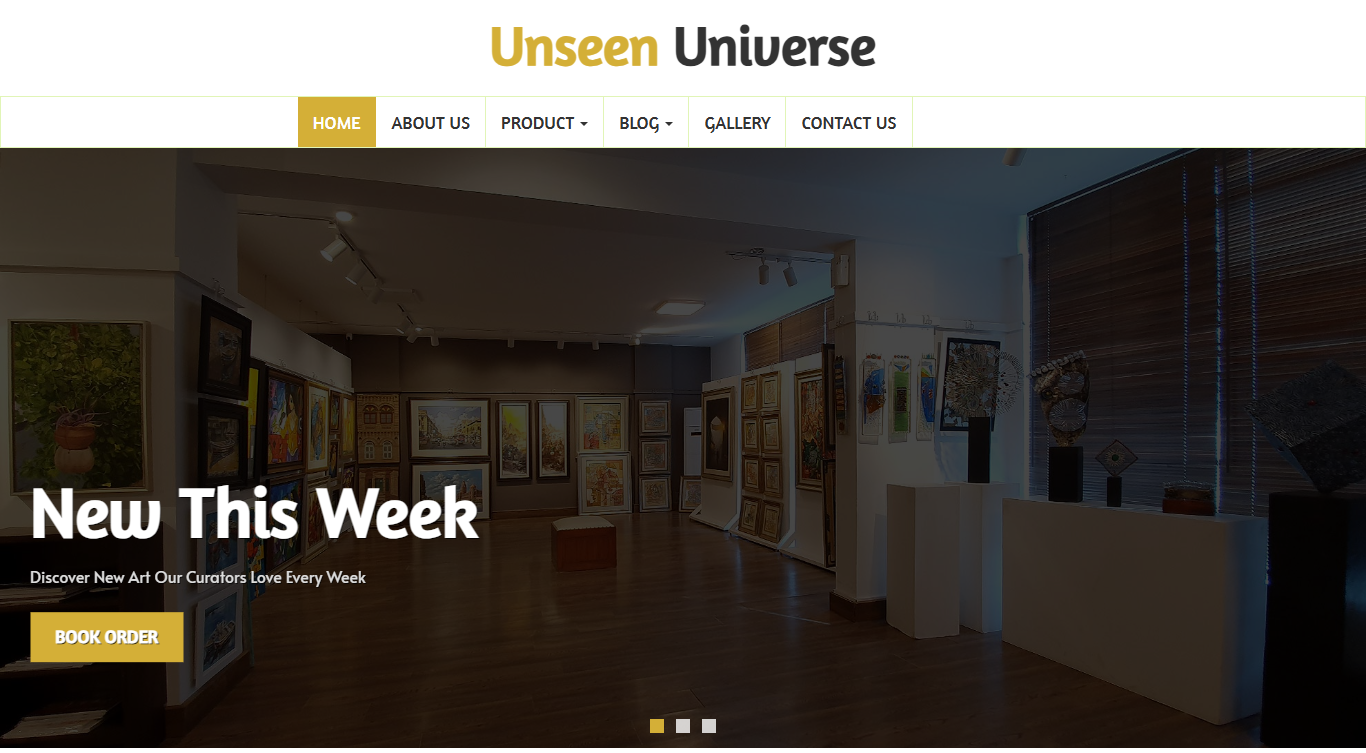 Unseen Universe
HOME ABOUT US PRODUCT BLOG GALLERY CONTACT US
New This Week
Discover New Art Our Curators Love Every Week
BOOK ORDER